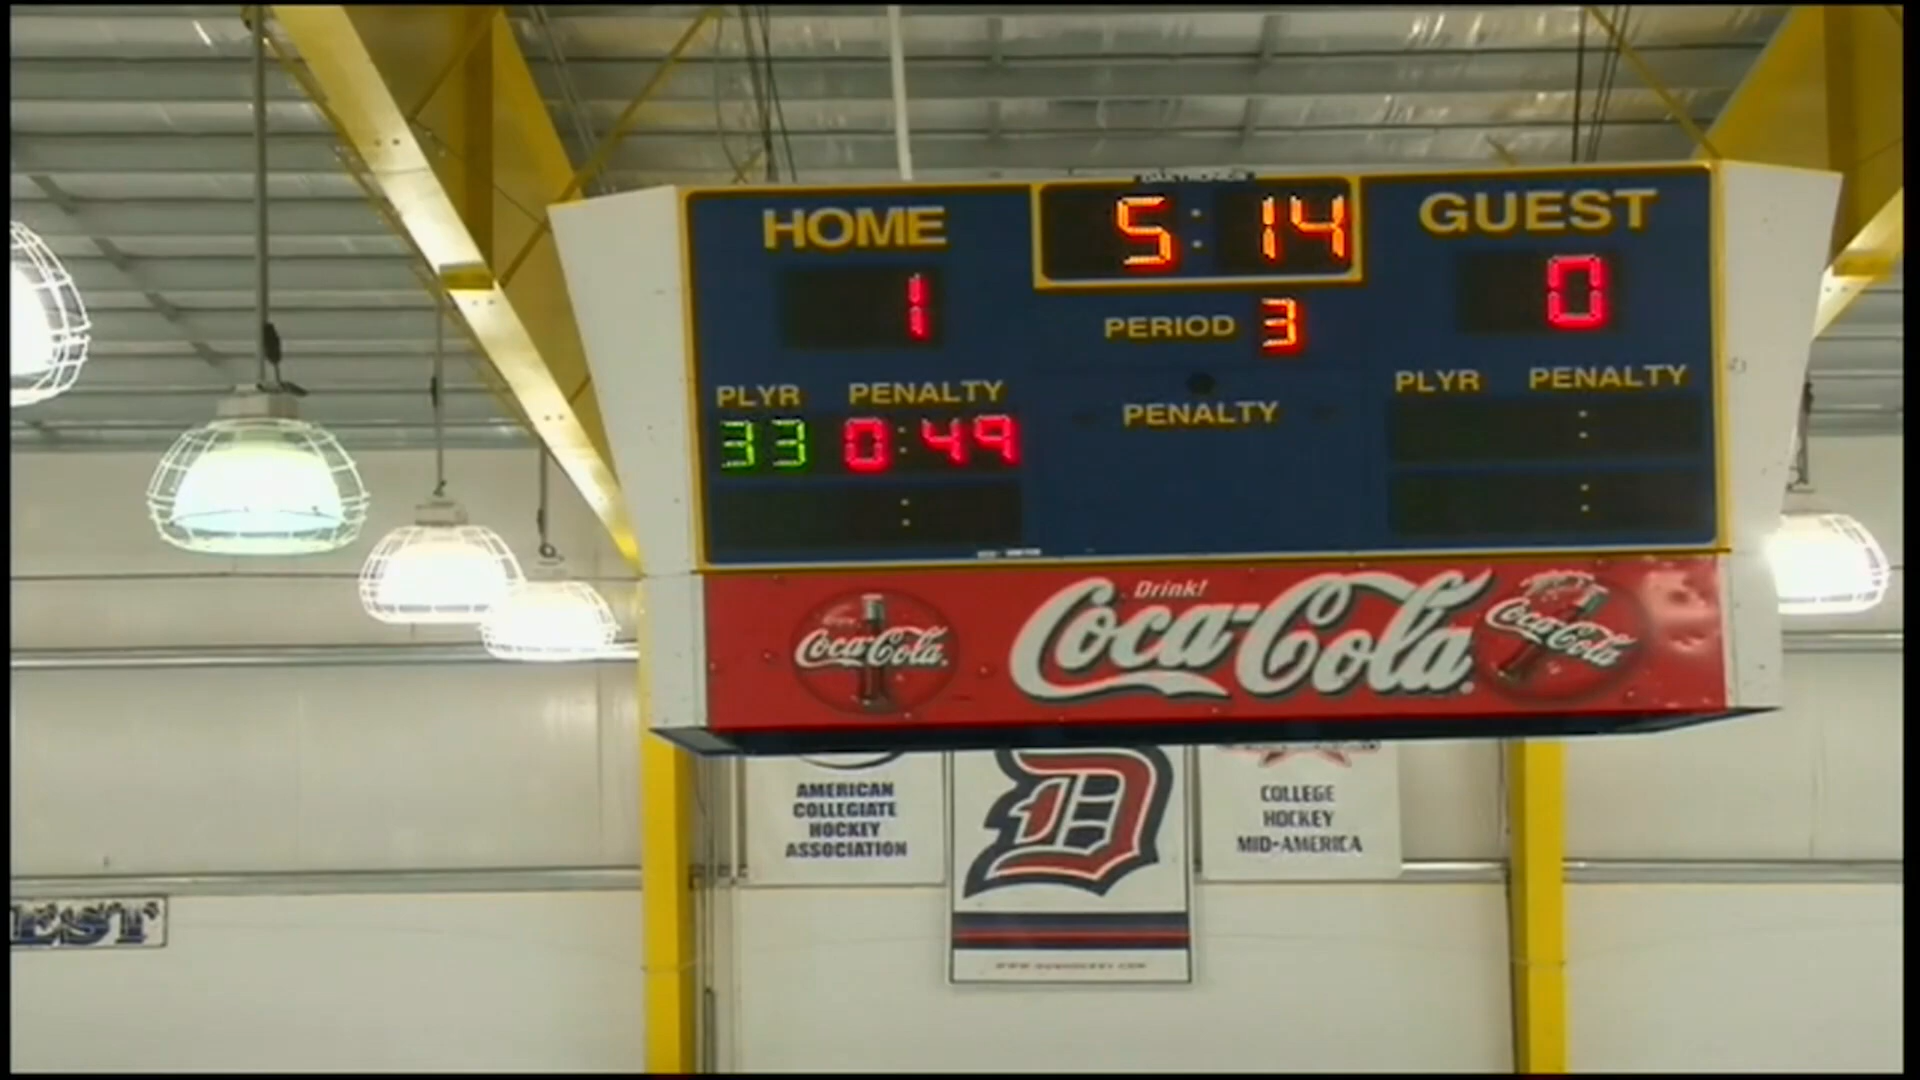 HOME
5:14
GUEST
1
0
PERIOD 3
PLYR PENALTY
PLYR PENALTY
33 0:49
PENALTY
:
:
:
Drink!
Coca-Cola
Coca-Cola
Coca-Cola
AMERICAN
COLLEGIATE
HOCKEY
ASSOCIATION
D
COLLEGE
HOCKEY
MID-AMERICA
EST